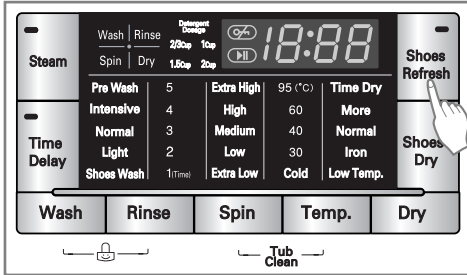 Wash Rinse
Spin Dry
Detergent
Dosage
2/3cup 1cup
1.5cup 2cup
18:88
Steam
Shoes
Refresh
Pre Wash 5 Extra High 95 (°C) Time Dry
Intensive 4 High 60 More
Normal 3 Medium 40 Normal
Light 2 Low 30 Iron
Shoes Wash 1(Time) Extra Low Cold Low Temp.
Time
Delay
Shoes
Dry
Wash Rinse Spin Temp. Dry
Tub
Clean